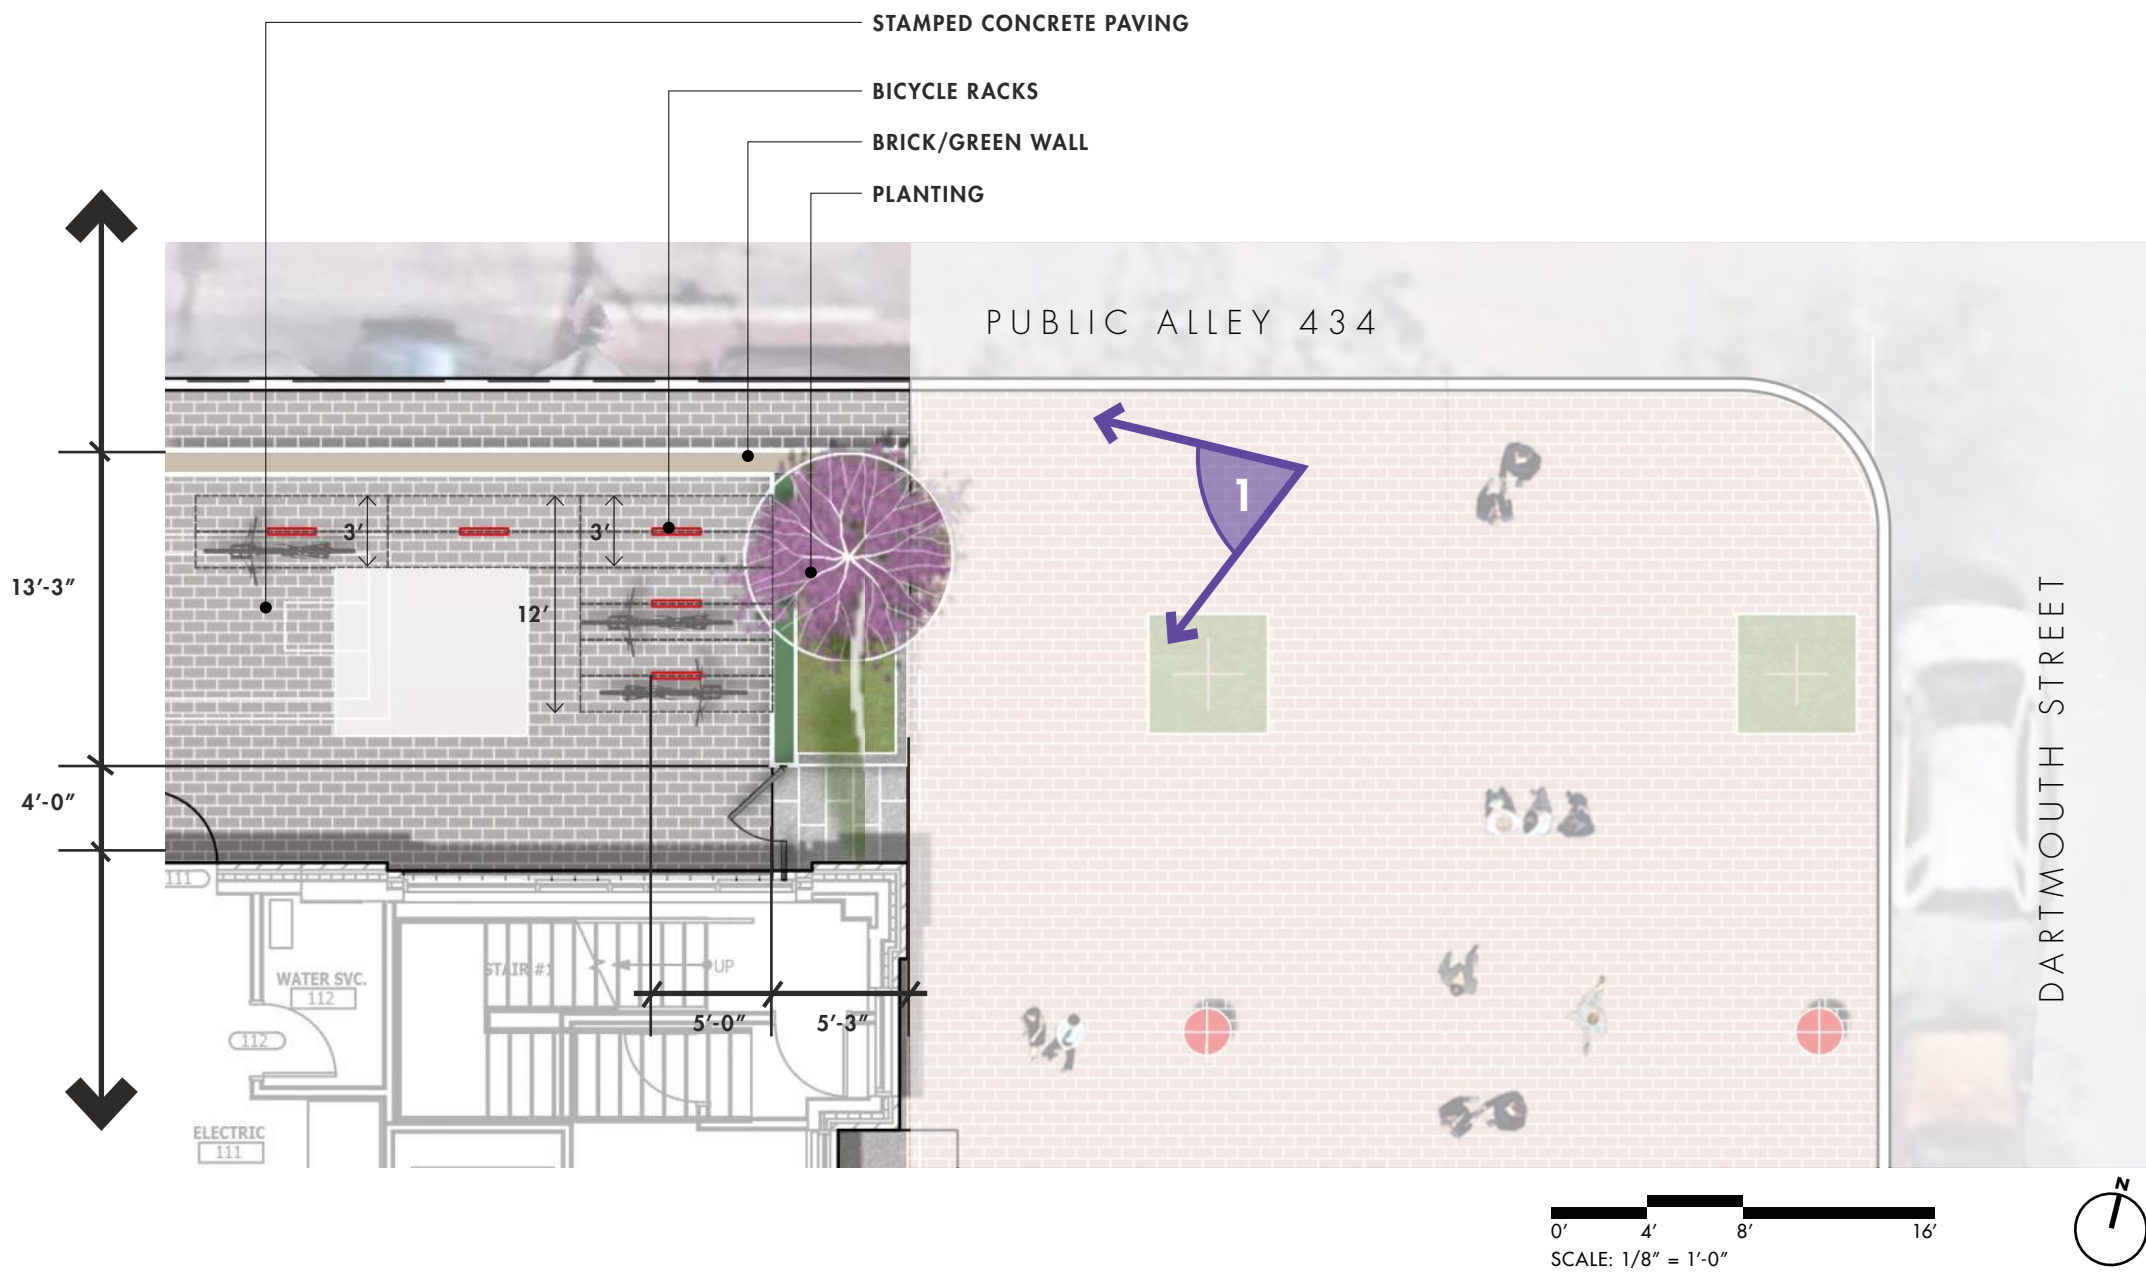 STAMPED CONCRETE PAVING
BICYCLE RACKS
BRICK/GREEN WALL
PLANTING
PUBLIC ALLEY 434
1
3'
3'
12'
13'-3"
4'-0"
DARTMOUTH STREET
111
WATER SVC.
112
STAIR #1
UP
5'-0"
5'-3"
112
ELECTRIC
111
N
0' 4' 8' 16'
SCALE: 1/8" = 1'-0"